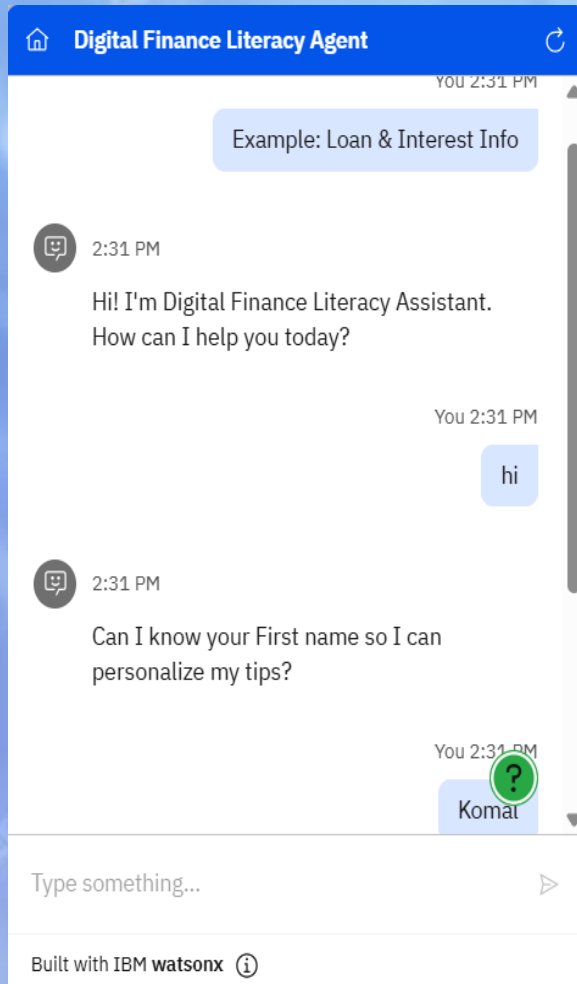 Digital Finance Literacy Agent
You 2:31 PM
Example: Loan & Interest Info
2:31 PM
Hi! I'm Digital Finance Literacy Assistant.
How can I help you today?
You 2:31 PM
hi
2:31 PM
Can I know your First name so I can
personalize my tips?
You 2:31 PM
?
Komal
Type something...
Built with IBM watsonx